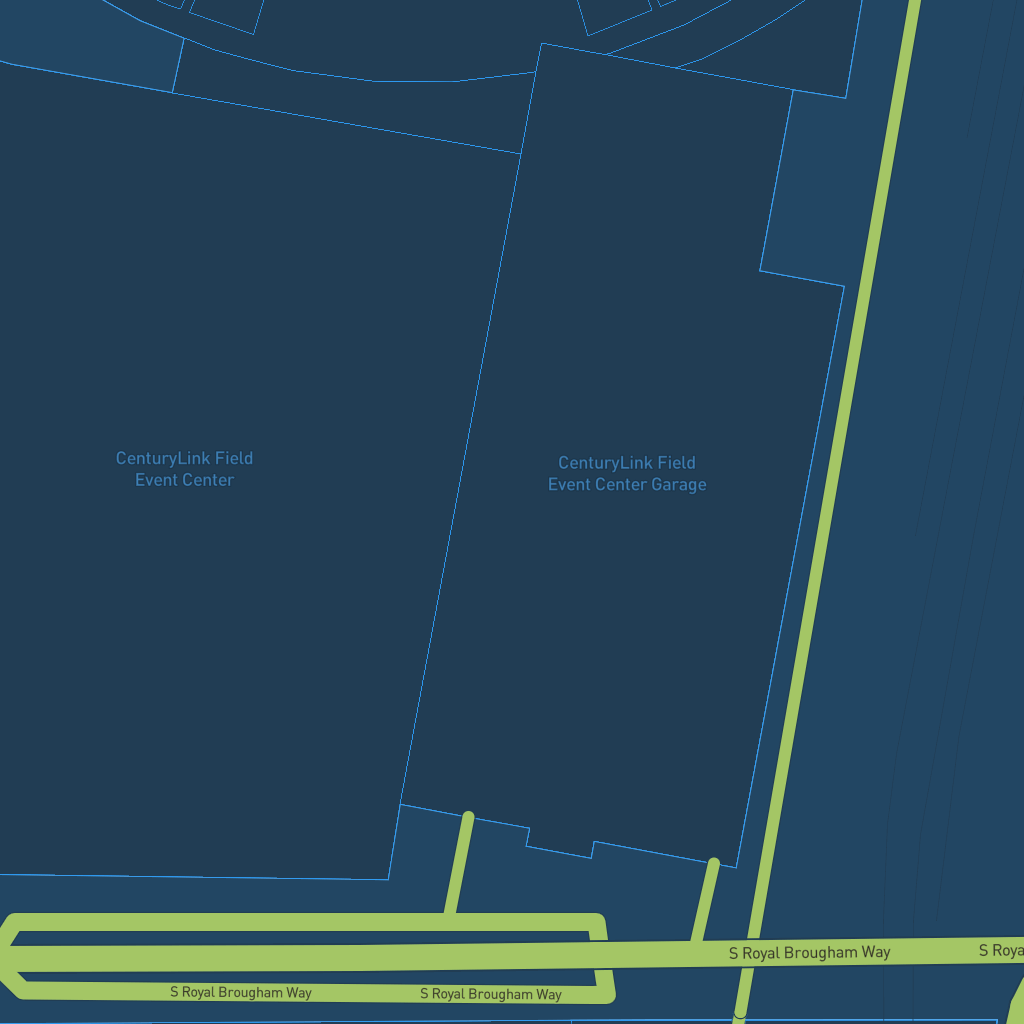 CenturyLink Field
Event Center
CenturyLink Field
Event Center Garage
S Royal Brougham Way
S Roya
S Royal Brougham Way
S Royal Brougham Way